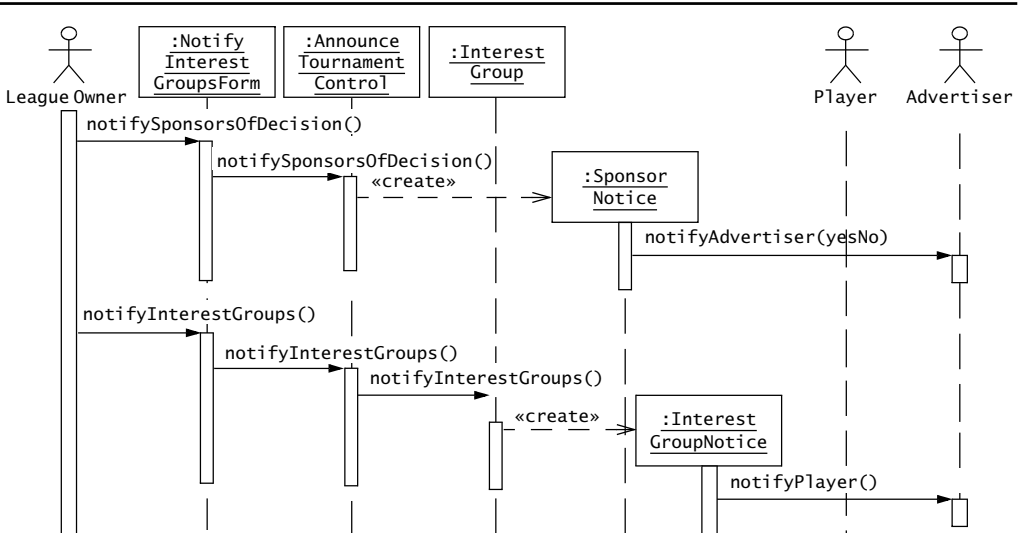 :Notify
Interest
GroupsForm
:Announce
Tournament
Control
:Interest
Group
League Owner
Player
Advertiser
notifySponsorsOfDecision()
notifySponsorsOfDecision()
«create»
:Sponsor
Notice
notifyAdvertiser(yesNo)
notifyInterestGroups()
notifyInterestGroups()
notifyInterestGroups()
«create»
:Interest
GroupNotice
notifyPlayer()